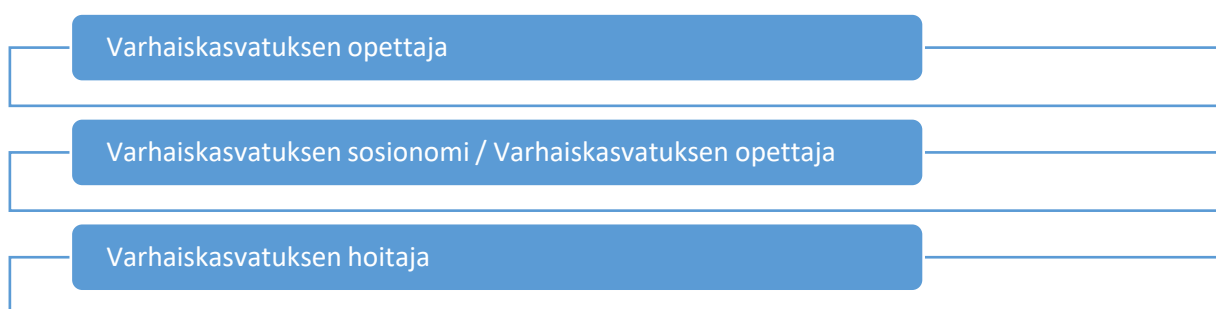 Varhaiskasvatuksen opettaja
Varhaiskasvatuksen sosionomi / Varhaiskasvatuksen opettaja
Varhaiskasvatuksen hoitaja